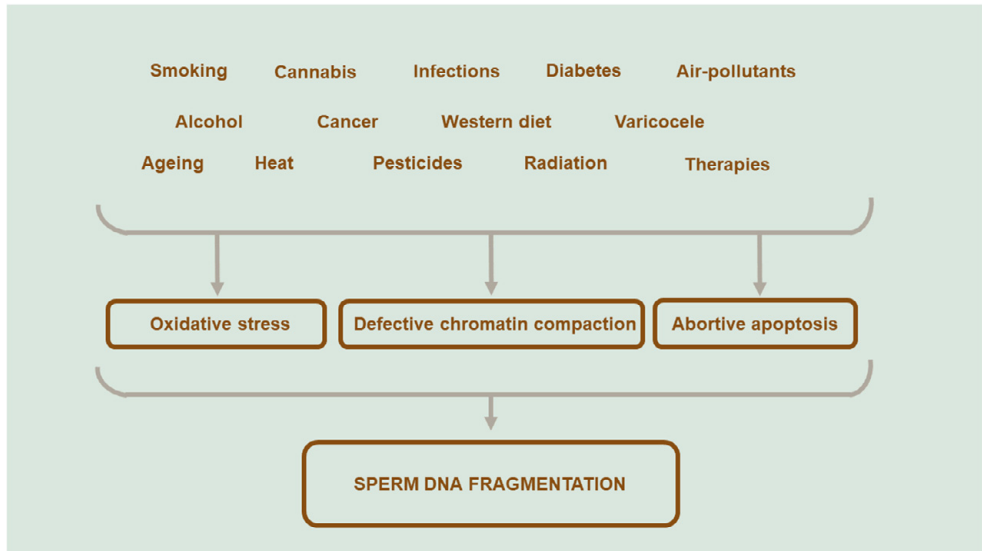 Smoking Cannabis Infections Diabetes Air-pollutants
Alcohol Cancer Western diet Varicocele
Ageing Heat Pesticides Radiation Therapies
Oxidative stress Defective chromatin compaction Abortive apoptosis
SPERM DNA FRAGMENTATION